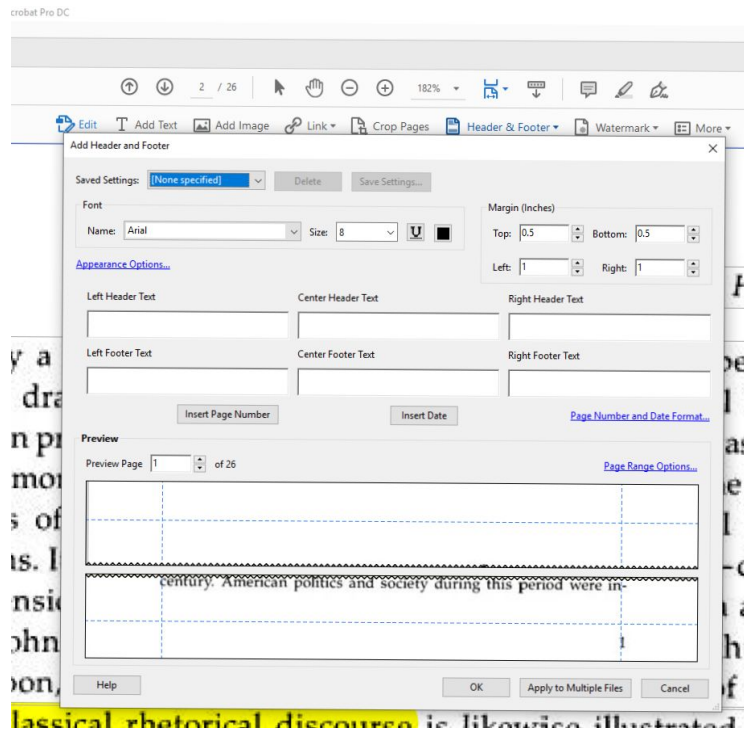 crobat Pro DC
2 / 26 182%
Edit Add Text Add Image Link Crop Pages Header & Footer Watermark More
Add Header and Footer
Saved Settings: [None specified] Delete Save Settings...
Font
Name: Arial Size: 8 U
Margin (Inches)
Top: 0.5 Bottom: 0.5
Left: 1 Right: 1
Appearance Options...
Left Header Text Center Header Text Right Header Text
Left Footer Text Center Footer Text Right Footer Text
Insert Page Number Insert Date Page Number and Date Format...
Preview
Preview Page 1 of 26 Page Range Options...
century. American politics and society during this period were in-
1
Help OK Apply to Multiple Files Cancel
lassical rhetorical discourse is likewise illustrated